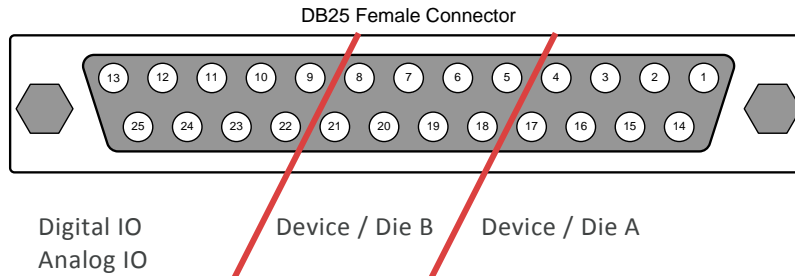 DB25 Female Connector
13 12 11 10 9 8 7 6 5 4 3 2 1
25 24 23 22 21 20 19 18 17 16 15 14
Digital IO Device / Die B Device / Die A
Analog IO